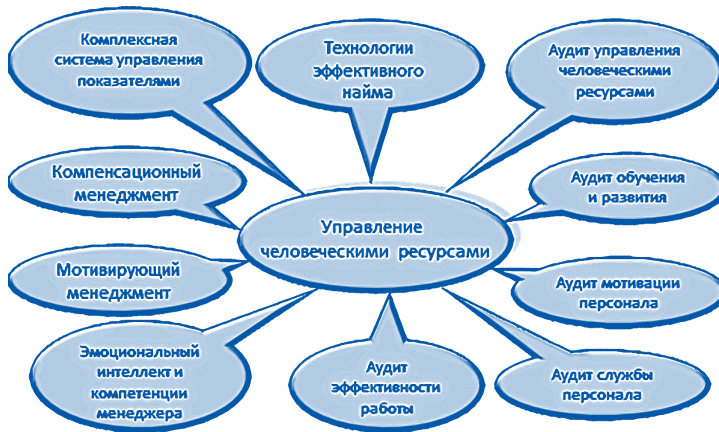 Комплексная
система управления
показателями
Технологии
эффективного
найма
Аудит управления
человеческими
ресурсами
Компенсационный
менеджмент
Аудит обучения
и развития
Управление
человеческими ресурсами
Мотивирующий
менеджмент
Аудит мотивации
персонала
Эмоциональный
интеллект и
компетенции
менеджера
Аудит
эффективности
работы
Аудит службы
персонала